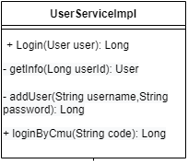 UserServiceImpl
+ Login(User user): Long
- getInfo(Long userId): User
- addUser(String username,String
password): Long
+ loginByCmu(String code): Long